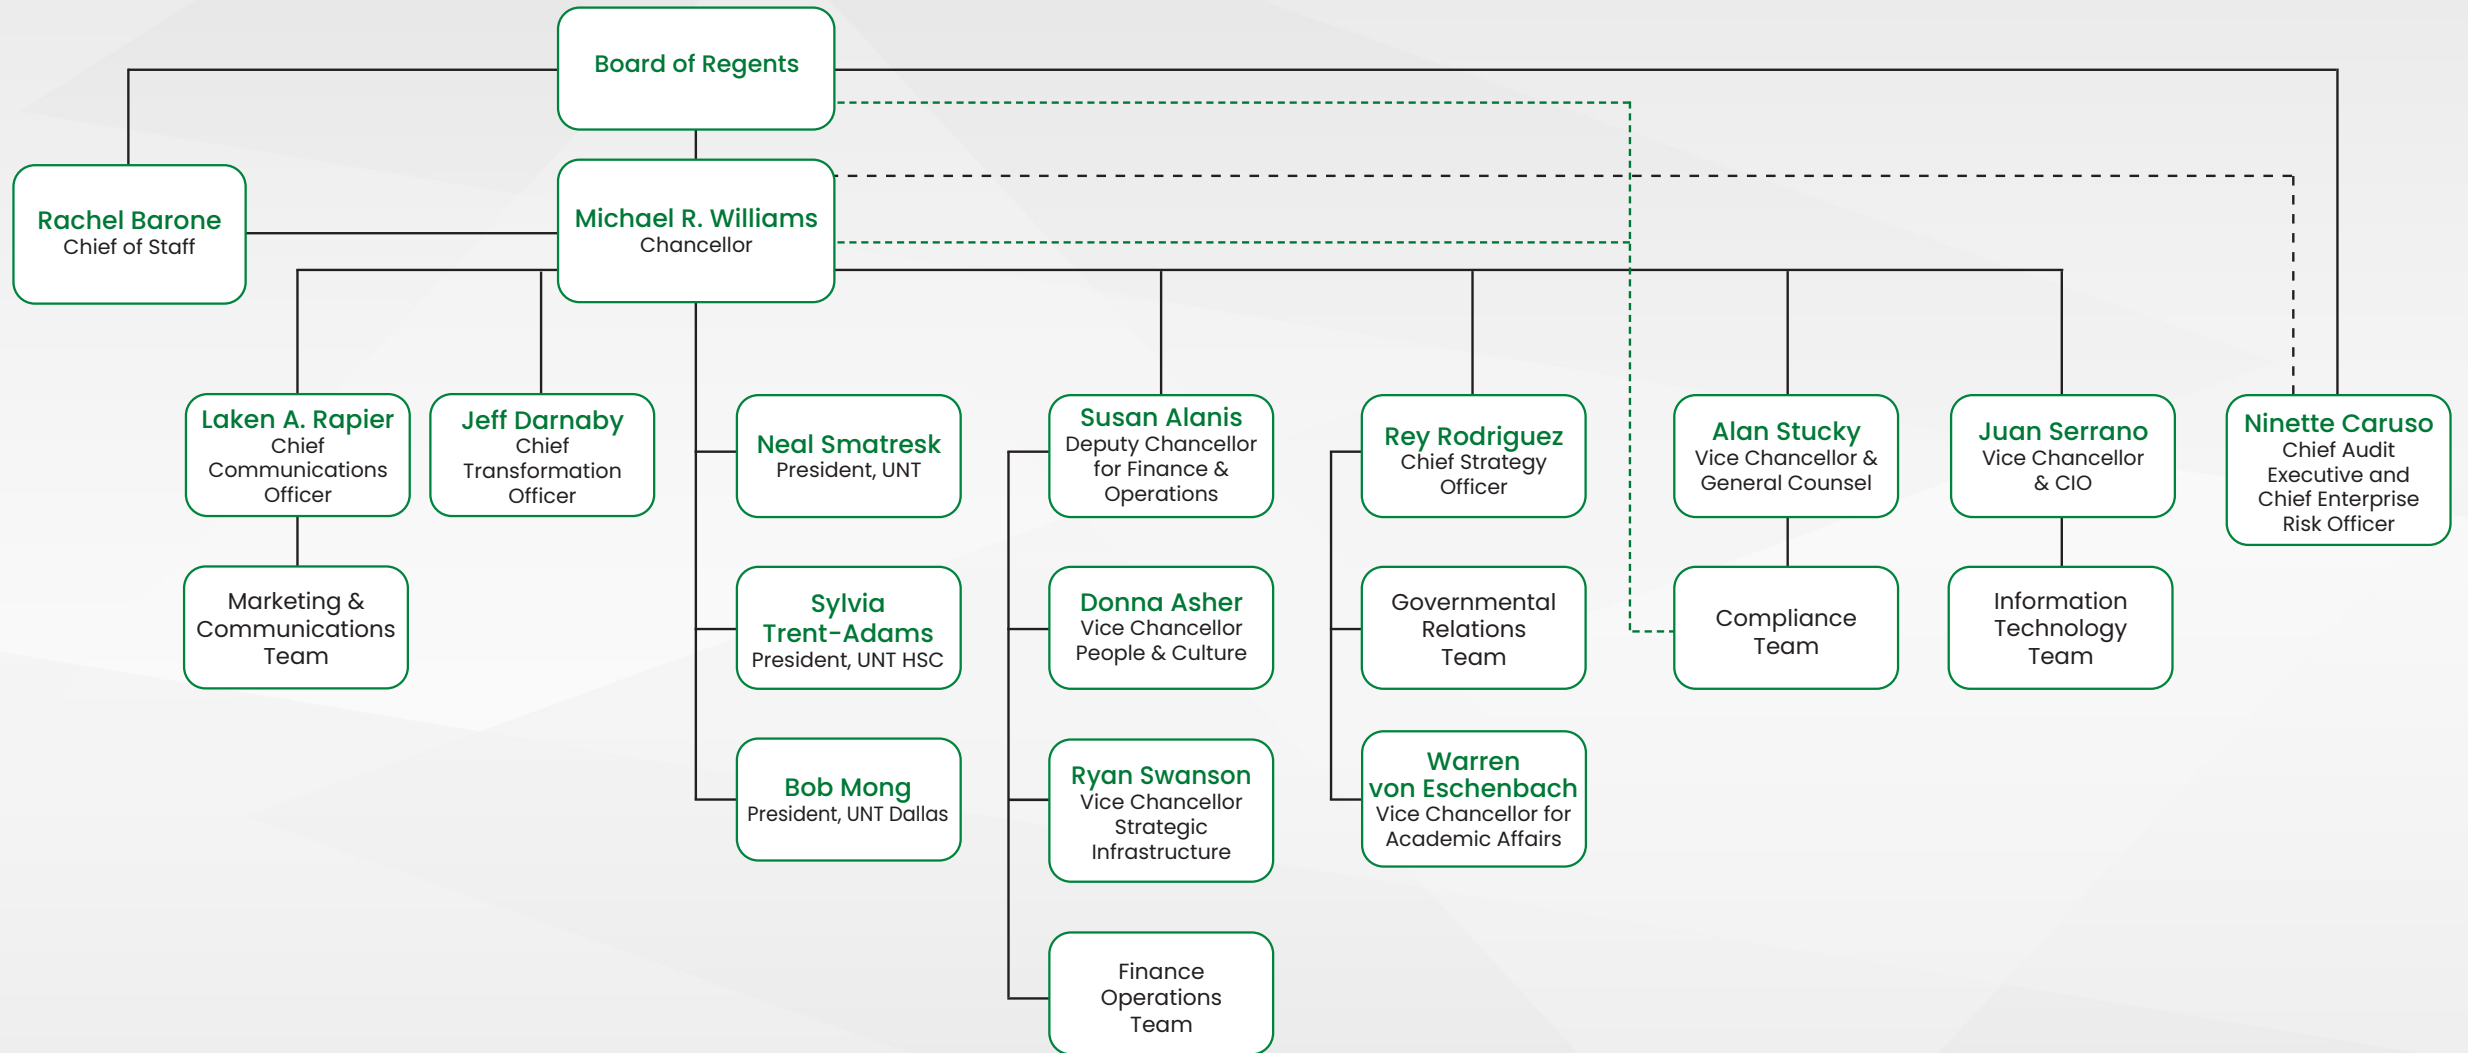 Board of Regents
Rachel Barone
Chief of Staff
Michael R. Williams
Chancellor
Laken A. Rapier
Chief
Communications
Officer
Jeff Darnaby
Chief
Transformation
Officer
Neal Smatresk
President, UNT
Susan Alanis
Deputy Chancellor
for Finance &
Operations
Rey Rodriguez
Chief Strategy
Officer
Alan Stucky
Vice Chancellor &
General Counsel
Juan Serrano
Vice Chancellor
& CIO
Ninette Caruso
Chief Audit
Executive and
Chief Enterprise
Risk Officer
Marketing &
Communications
Team
Sylvia
Trent-Adams
President, UNT HSC
Donna Asher
Vice Chancellor
People & Culture
Governmental
Relations
Team
Compliance
Team
Information
Technology
Team
Bob Mong
President, UNT Dallas
Ryan Swanson
Vice Chancellor
Strategic
Infrastructure
Warren
von Eschenbach
Vice Chancellor for
Academic Affairs
Finance
Operations
Team